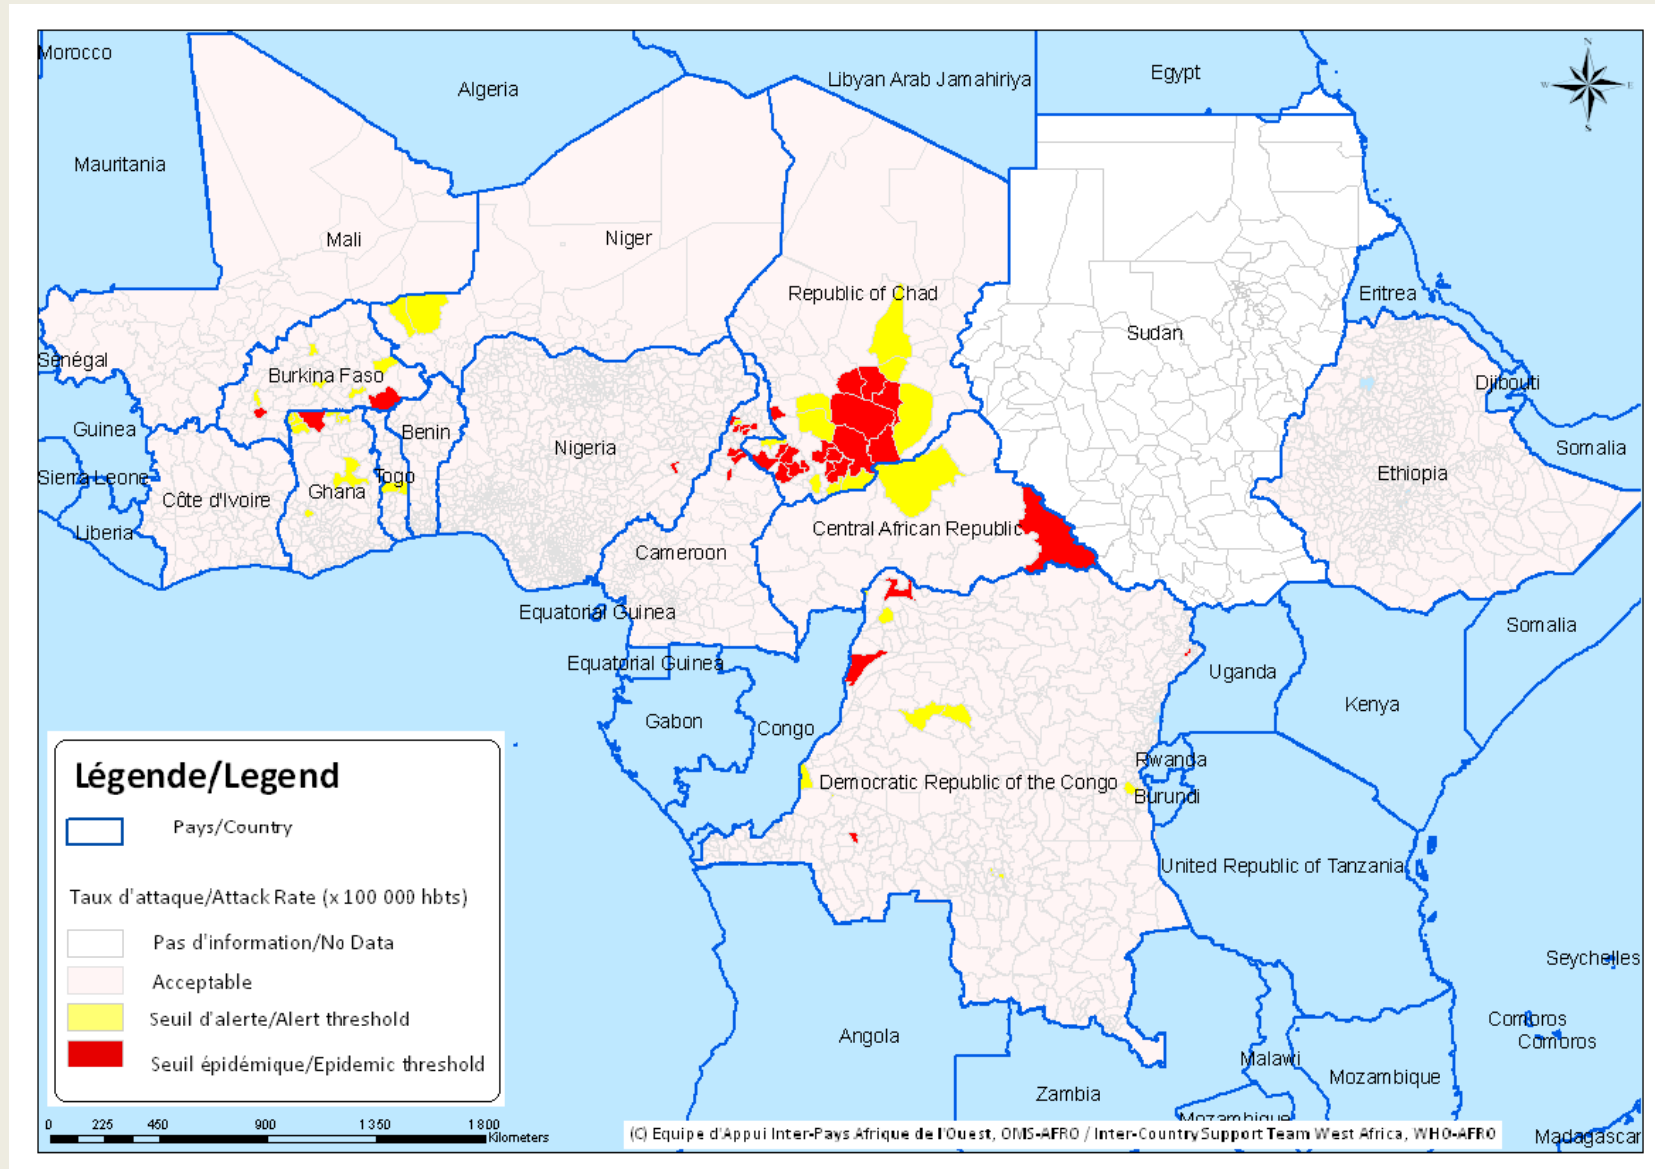 N
W
E
S
Morocco
Algeria
Libyan Arab Jamahiriya
Egypt
Mauritania
Mali
Niger
Republic of Chad
Sudan
Eritrea
Sénégal
Burkina Faso
Djibouti
Guinea
Benin
Nigeria
Somalia
Sierra Leone
Togo
Côte d'Ivoire
Ghana
Ethiopia
Liberia
Central African Republic
Cameroon
Equatorial Guinea
Somalia
Equatorial Guinea
Uganda
Gabon
Congo
Kenya
Rwanda
Democratic Republic of the Congo
Burundi
United Republic of Tanzania
Seychelles
Comoros
Comoros
Angola
Malawi
Mozambique
Zambia
Mozambique
Madagascar
Légende/Legend
Pays/Country
Taux d'attaque/Attack Rate (x 100 000 hbts)
Pas d'information/No Data
Acceptable
Seuil d'alerte/Alert threshold
Seuil épidémique/Epidemic threshold
0 225 450 900 1 350 1 800
Kilometers
(C) Equipe d'Appui Inter-Pays Afrique de l'Ouest, OMS-AFRO / Inter-Country Support Team West Africa, WHO-AFRO